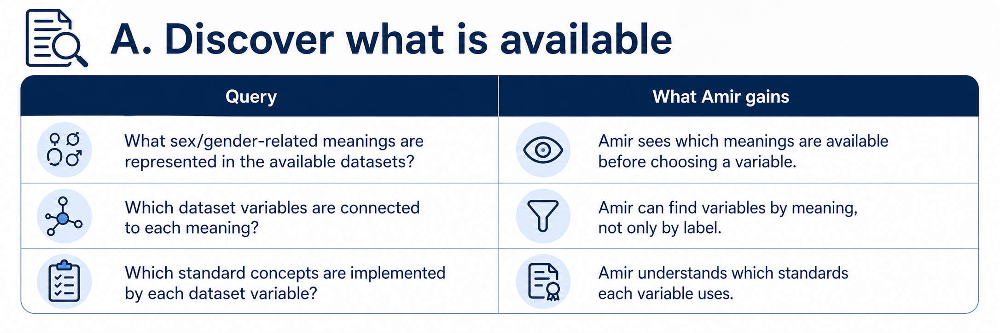 A. Discover what is available
Query
What Amir gains
What sex/gender-related meanings are
represented in the available datasets?
Amir sees which meanings are available
before choosing a variable.
Which dataset variables are connected
to each meaning?
Amir can find variables by meaning,
not only by label.
Which standard concepts are implemented
by each dataset variable?
Amir understands which standards
each variable uses.